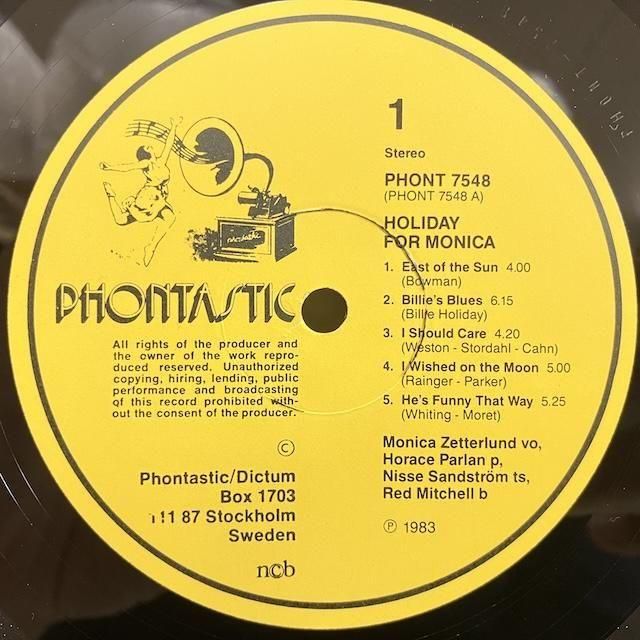 1
Stereo
PHONT 7548
(PHONT 7548 A)
HOLIDAY
FOR MONICA
1. East of the Sun 4.00
(Bowman)
2. Billie's Blues 6.15
(Billie Holiday)
3. I Should Care 4.20
(Weston - Stordahl - Cahn)
4. I Wished on the Moon 5.00
(Rainger - Parker)
5. He's Funny That Way 5.25
(Whiting - Moret)
Monica Zetterlund vo,
Horace Parlan p,
Nisse Sandström ts,
Red Mitchell b
Ⓟ 1983
PHONTASTIC
All rights of the producer and
the owner of the work repro-
duced reserved. Unauthorized
copying, hiring, lending, public
performance and broadcasting
of this record prohibited with-
out the consent of the producer.
©
Phontastic/Dictum
Box 1703
111 87 Stockholm
Sweden
ncb